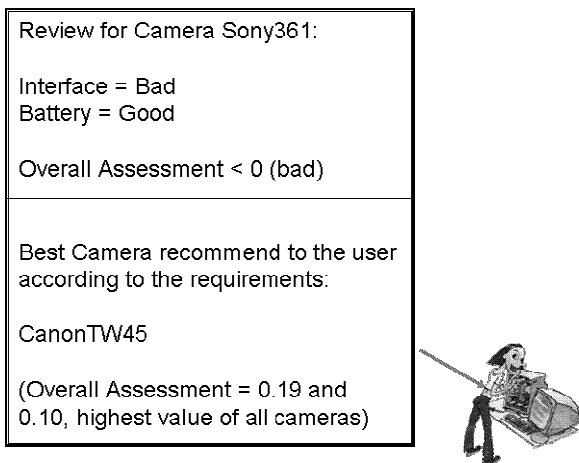 Review for Camera Sony361:
Interface = Bad
Battery = Good
Overall Assessment < 0 (bad)
Best Camera recommend to the user
according to the requirements:
CanonTW45
(Overall Assessment = 0.19 and
0.10, highest value of all cameras)